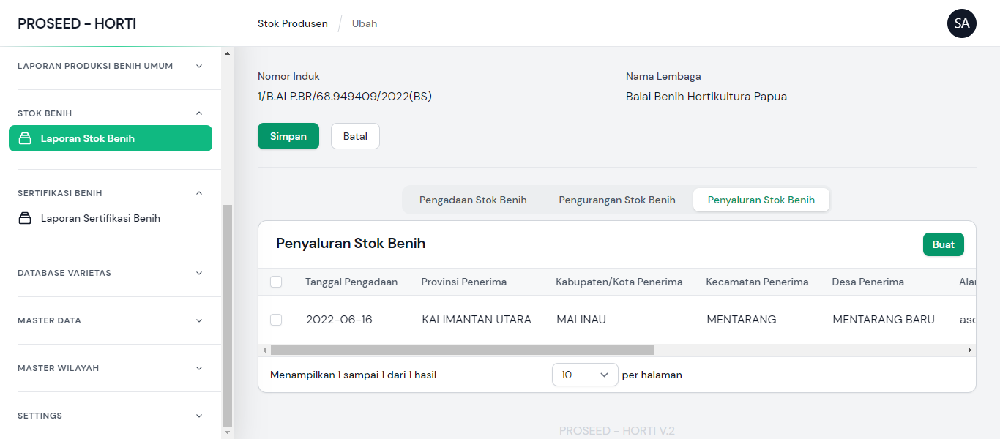 PROSEED - HORTI
Stok Produsen / Ubah
SA
LAPORAN PRODUKSI BENIH UMUM
STOK BENIH
Laporan Stok Benih
SERTIFIKASI BENIH
Laporan Sertifikasi Benih
DATABASE VARIETAS
MASTER DATA
MASTER WILAYAH
SETTINGS
Nomor Induk
1/B.ALP.BR/68.949409/2022(BS)
Nama Lembaga
Balai Benih Hortikultura Papua
Simpan
Batal
Pengadaan Stok Benih
Pengurangan Stok Benih
Penyaluran Stok Benih
Penyaluran Stok Benih
Buat
Tanggal Pengadaan Provinsi Penerima Kabupaten/Kota Penerima Kecamatan Penerima Desa Penerima
2022-06-16 KALIMANTAN UTARA MALINAU MENTARANG MENTARANG BARU
Menampilkan 1 sampai 1 dari 1 hasil
10 per halaman
PROSEED - HORTI V.2